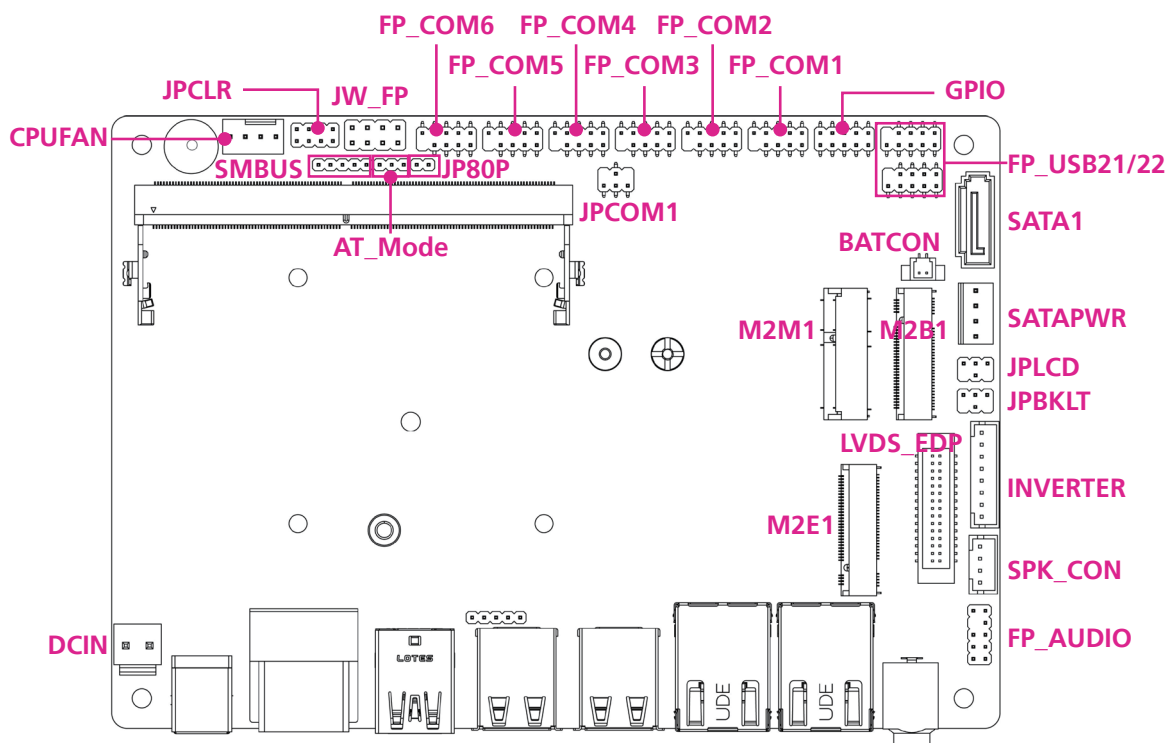 FP_COM6 FP_COM4 FP_COM2
FP_COM5 FP_COM3 FP_COM1
JPCLR JW_FP GPIO
CPUFAN
SMBUS JP80P FP_USB21/22
JPCOM1 SATA1
AT_Mode BATCON
M2M1 M2B1 SATAPWR
JPLCD
JPBKLT
LVDS_EDP
INVERTER
M2E1
SPK_CON
DCIN FP_AUDIO
LOTES
UDE UDE